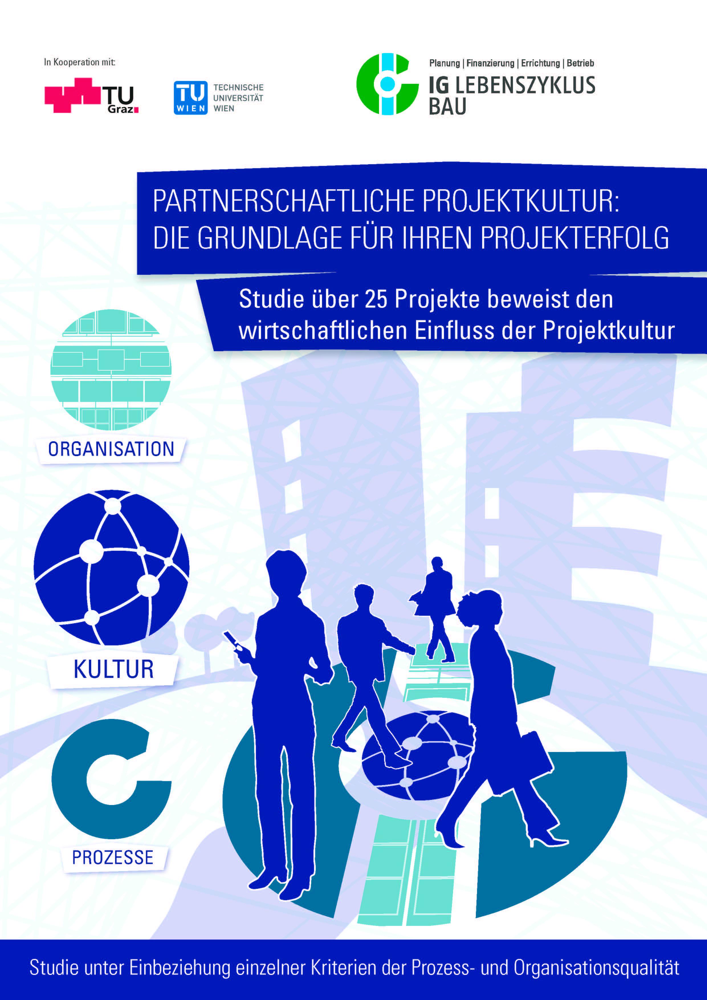 In Kooperation mit:
TU
Graz
TU
WIEN
TECHNISCHE
UNIVERSITÄT
WIEN
Planung | Finanzierung | Errichtung | Betrieb
IG LEBENSZYKLUS
BAU
PARTNERSCHAFTLICHE PROJEKTKULTUR:
DIE GRUNDLAGE FÜR IHREN PROJEKTERFOLG
Studie über 25 Projekte beweist den
wirtschaftlichen Einfluss der Projektkultur
ORGANISATION
KULTUR
PROZESSE
Studie unter Einbeziehung einzelner Kriterien der Prozess- und Organisationsqualität